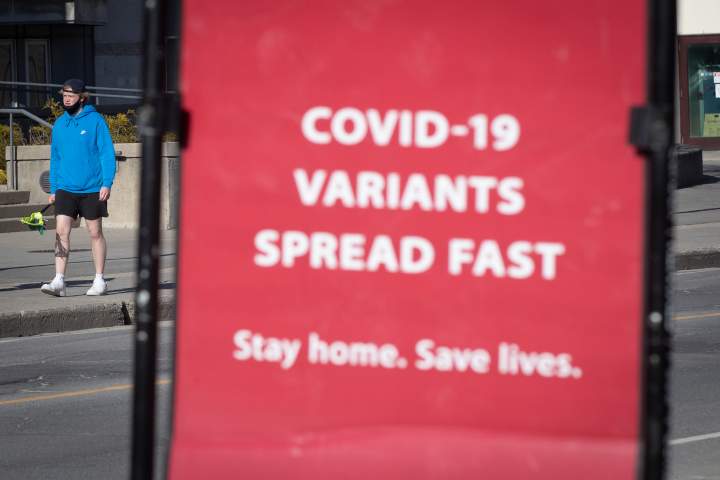 COVID-19
VARIANTS
SPREAD FAST
Stay home. Save lives.